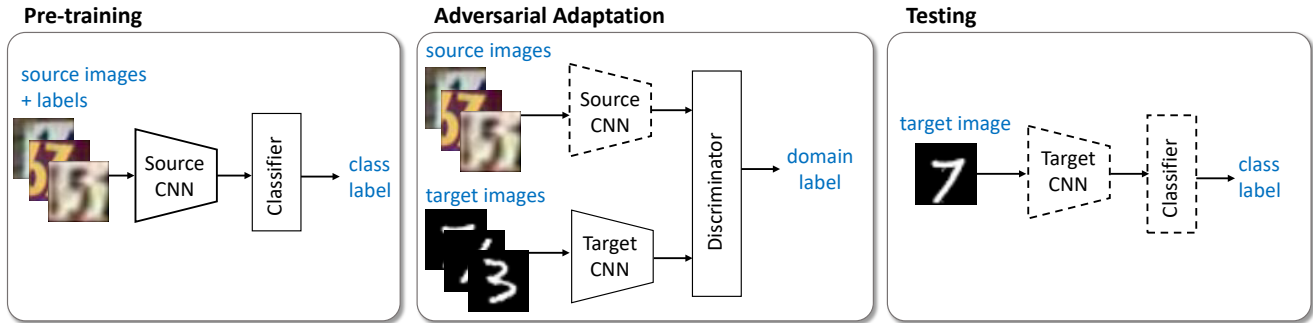 Pre-training
source images
+ labels
Source
CNN
Classifier
class
label
Adversarial Adaptation
source images
Source
CNN
target images
Target
CNN
Discriminator
domain
label
Testing
target image
7
Target
CNN
Classifier
class
label